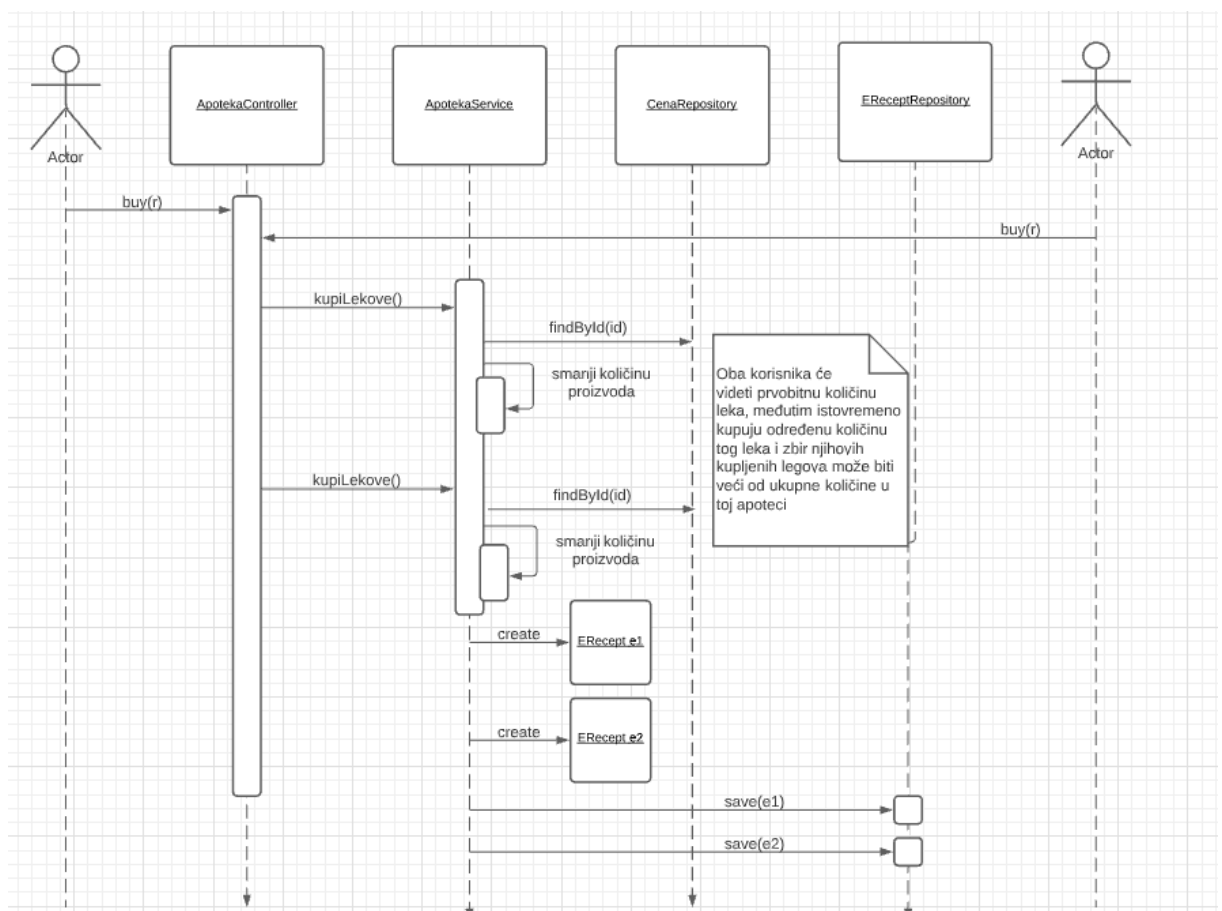 ApotekaController
ApotekaService
CenaRepository
EReceptRepository
Actor
Actor
buy(r)
buy(r)
kupiLekove()
findById(id)
smanji količinu
proizvoda
Oba korisnika će
videti prvobitnu količinu
leka, međutim istovremeno
kupuju određenu količinu
tog leka i zbir njihovih
kupljenih legova može biti
veći od ukupne količine u
toj apoteci
kupiLekove()
findById(id)
smanji količinu
proizvoda
create
ERecept e1
create
ERecept e2
save(e1)
save(e2)